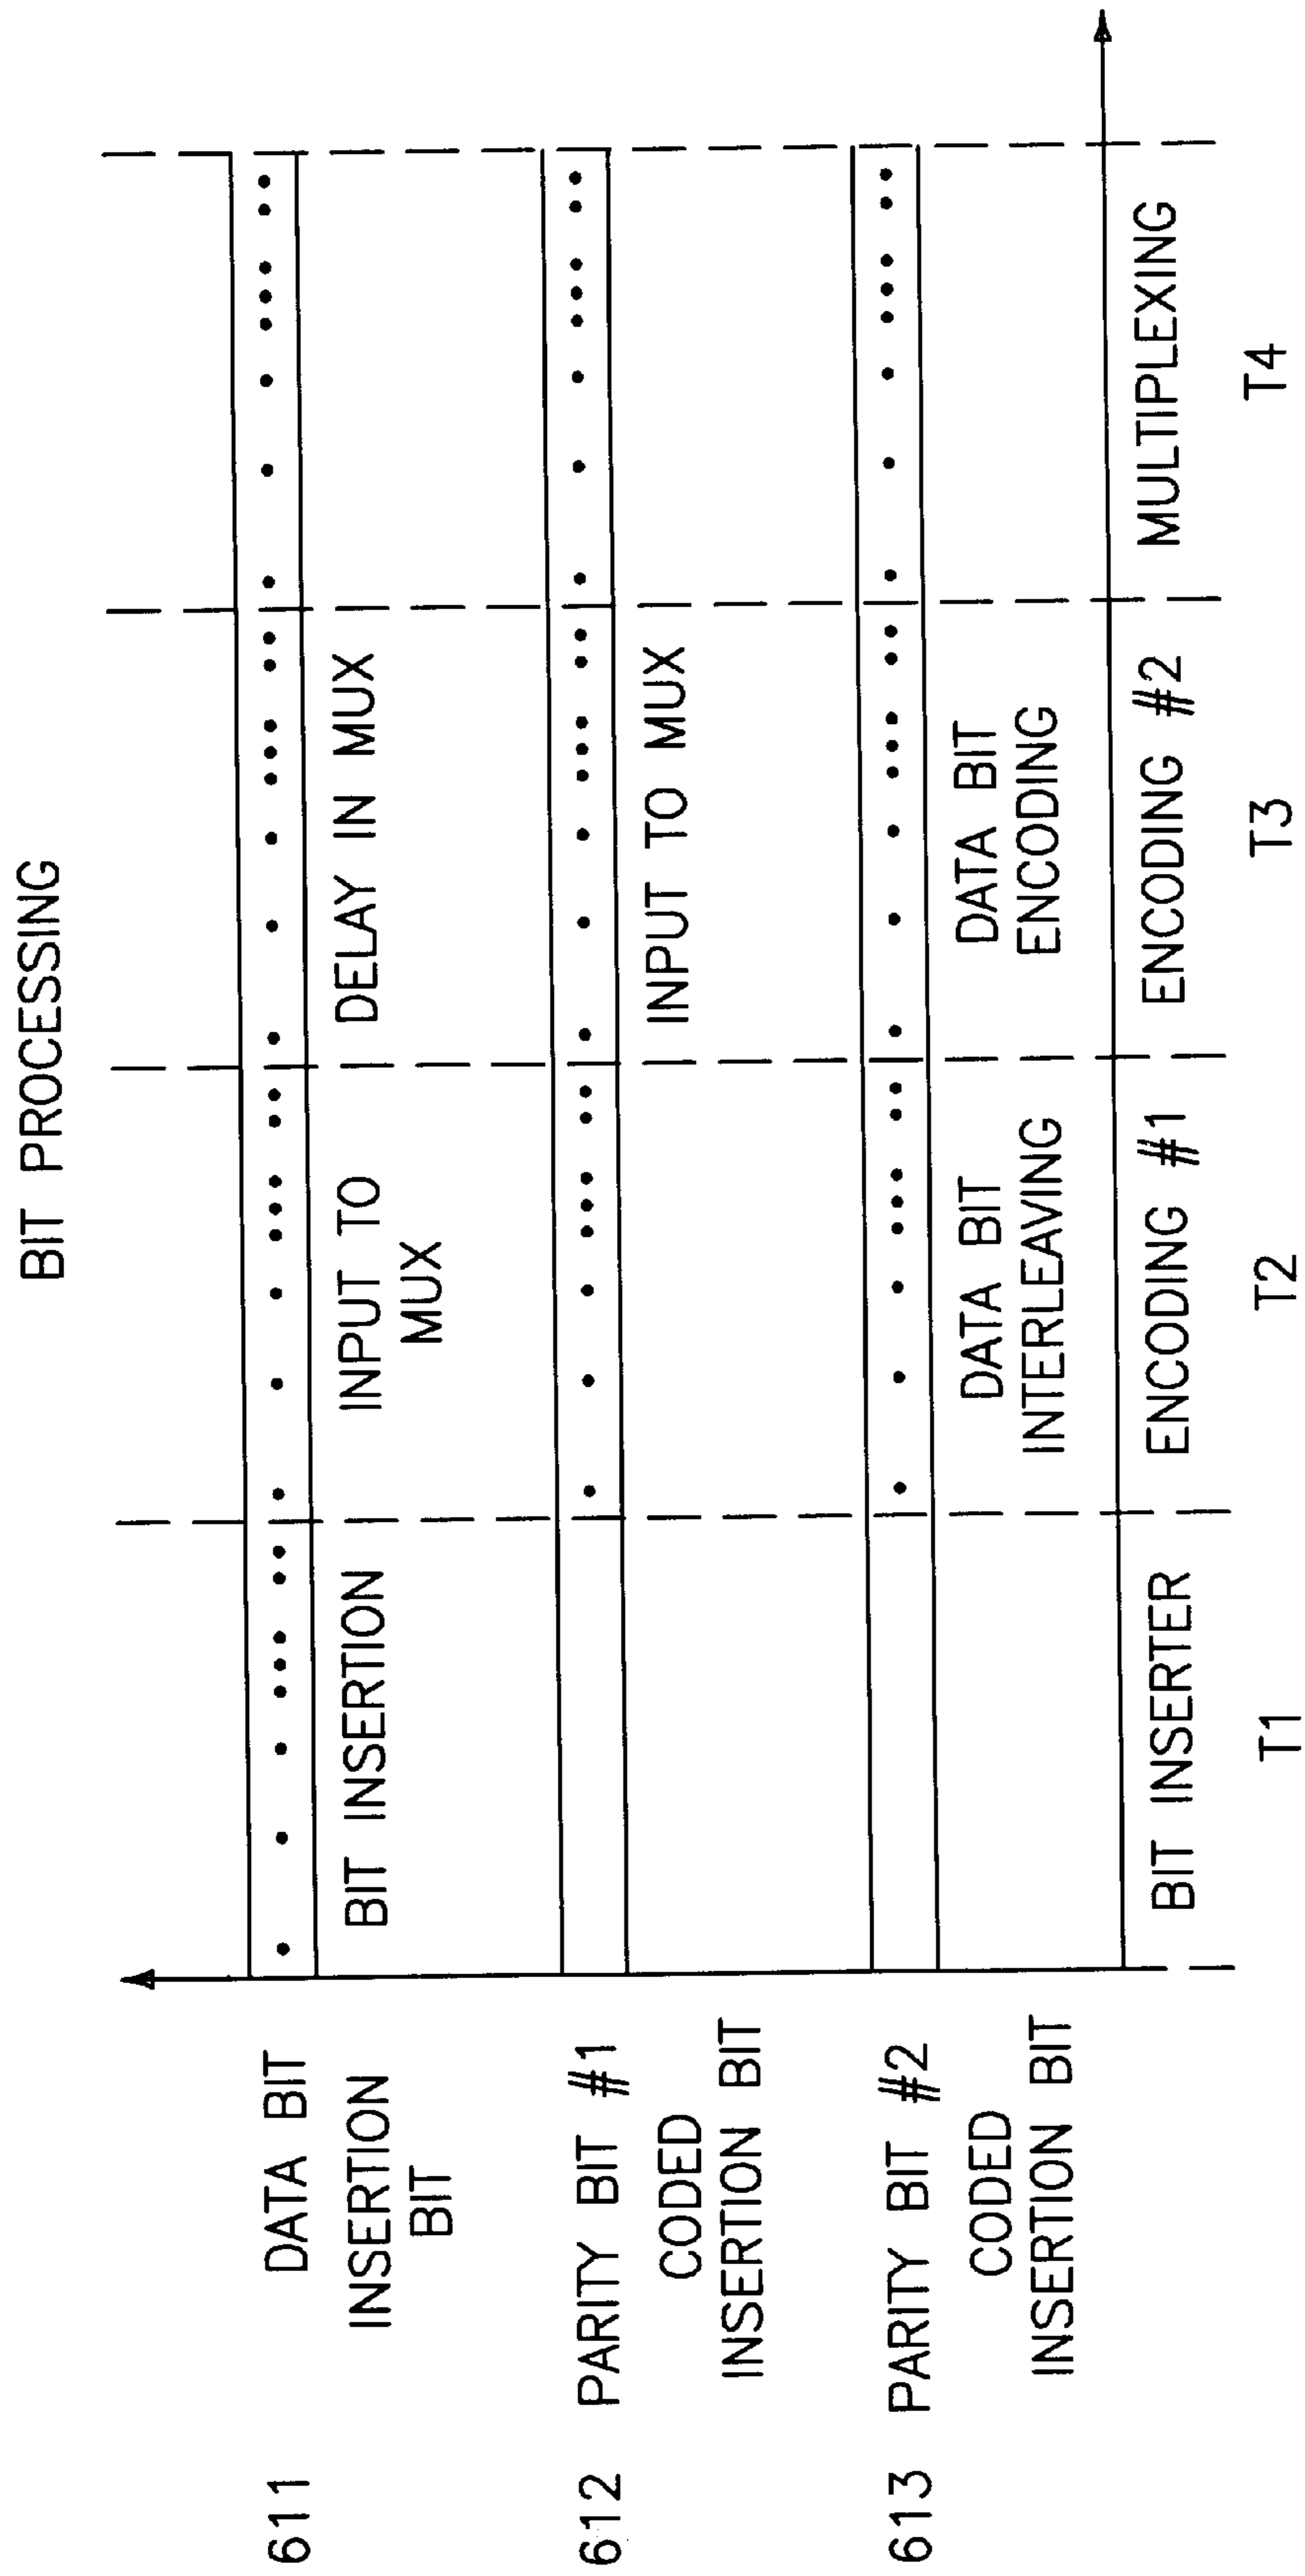 BIT PROCESSING
611 DATA BIT
INSERTION
BIT
BIT INSERTION
INPUT TO
MUX
DELAY IN MUX
612 PARITY BIT #1
CODED
INSERTION BIT
INPUT TO MUX
613 PARITY BIT #2
CODED
INSERTION BIT
DATA BIT
INTERLEAVING
DATA BIT
ENCODING
BIT INSERTER
ENCODING #1
ENCODING #2
MULTIPLEXING
T1
T2
T3
T4